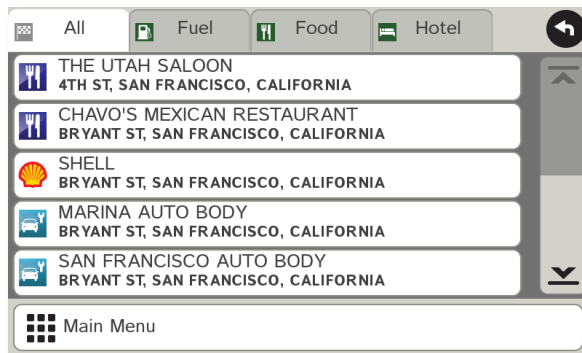 All Fuel Food Hotel
THE UTAH SALOON
4TH ST, SAN FRANCISCO, CALIFORNIA
CHAVO'S MEXICAN RESTAURANT
BRYANT ST, SAN FRANCISCO, CALIFORNIA
SHELL
BRYANT ST, SAN FRANCISCO, CALIFORNIA
MARINA AUTO BODY
BRYANT ST, SAN FRANCISCO, CALIFORNIA
SAN FRANCISCO AUTO BODY
BRYANT ST, SAN FRANCISCO, CALIFORNIA
Main Menu